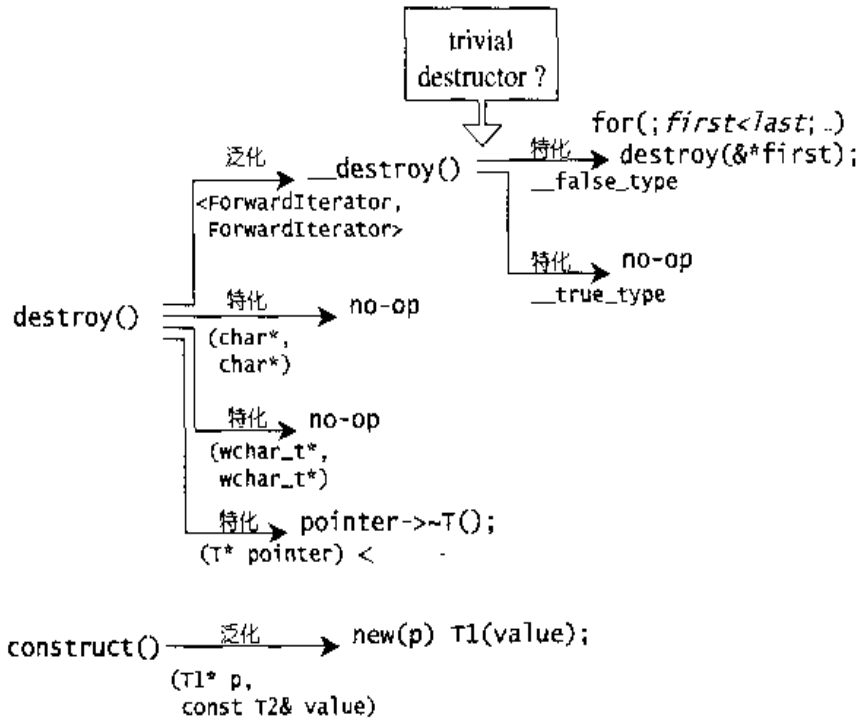 trivial
destructor ?
for(;first<last;..)
泛化
__destroy()
特化
destroy(&*first);
__false_type
<ForwardIterator,
ForwardIterator>
特化
no-op
__true_type
destroy()
特化
no-op
(char*,
char*)
特化
no-op
(wchar_t*,
wchar_t*)
特化
pointer->~T();
(T* pointer) <
construct()
泛化
new(p) T1(value);
(T1* p,
const T2& value)